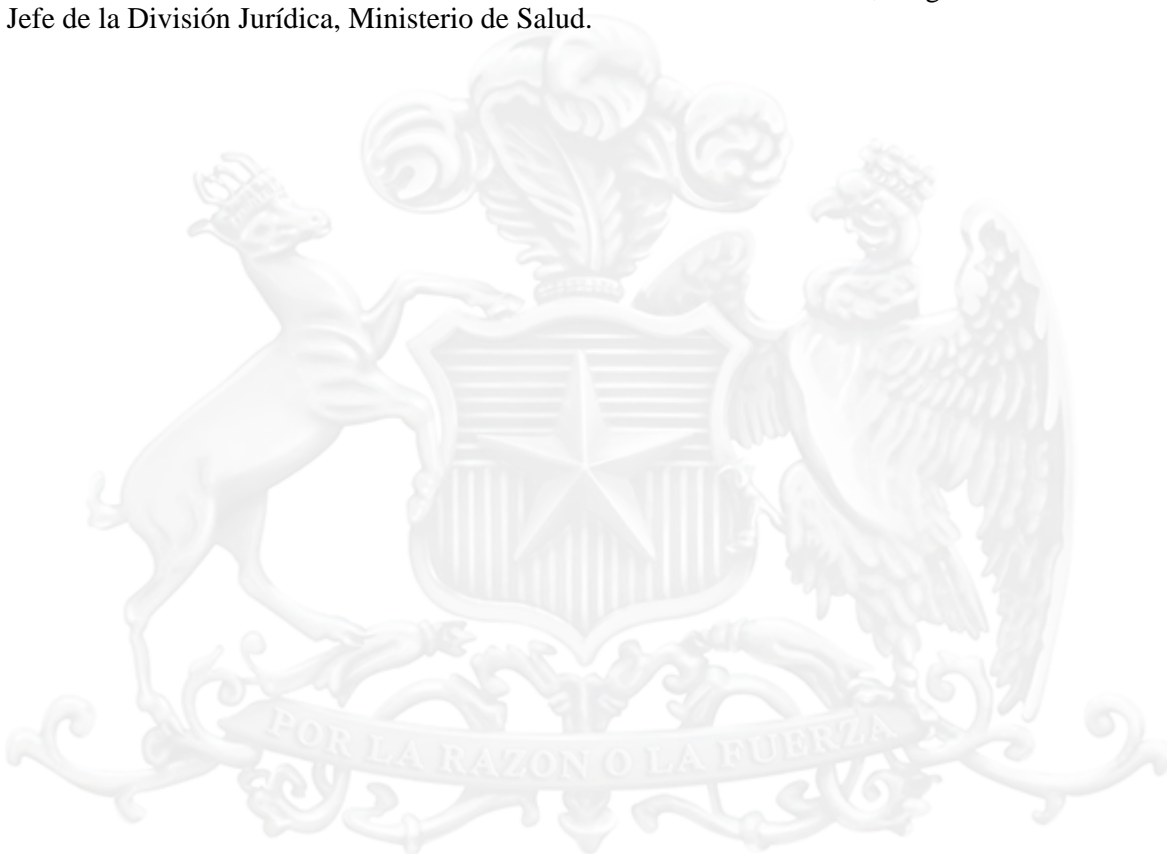 Jefe de la División Jurídica, Ministerio de Salud.
POR LA RAZON O LA FUERZA